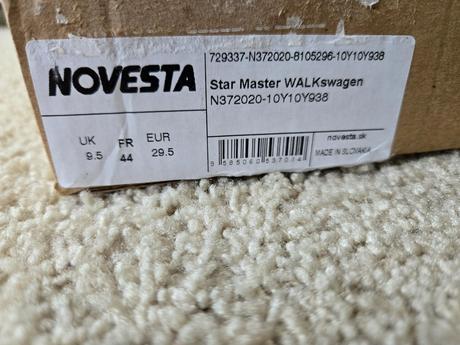 729337-N372020-8105296-10Y10Y938
NOVESTA
Star Master WALKswagen
N372020-10Y10Y938
UK FR EUR
9.5 44 29.5
novesta.sk
MADE IN SLOVAKIA